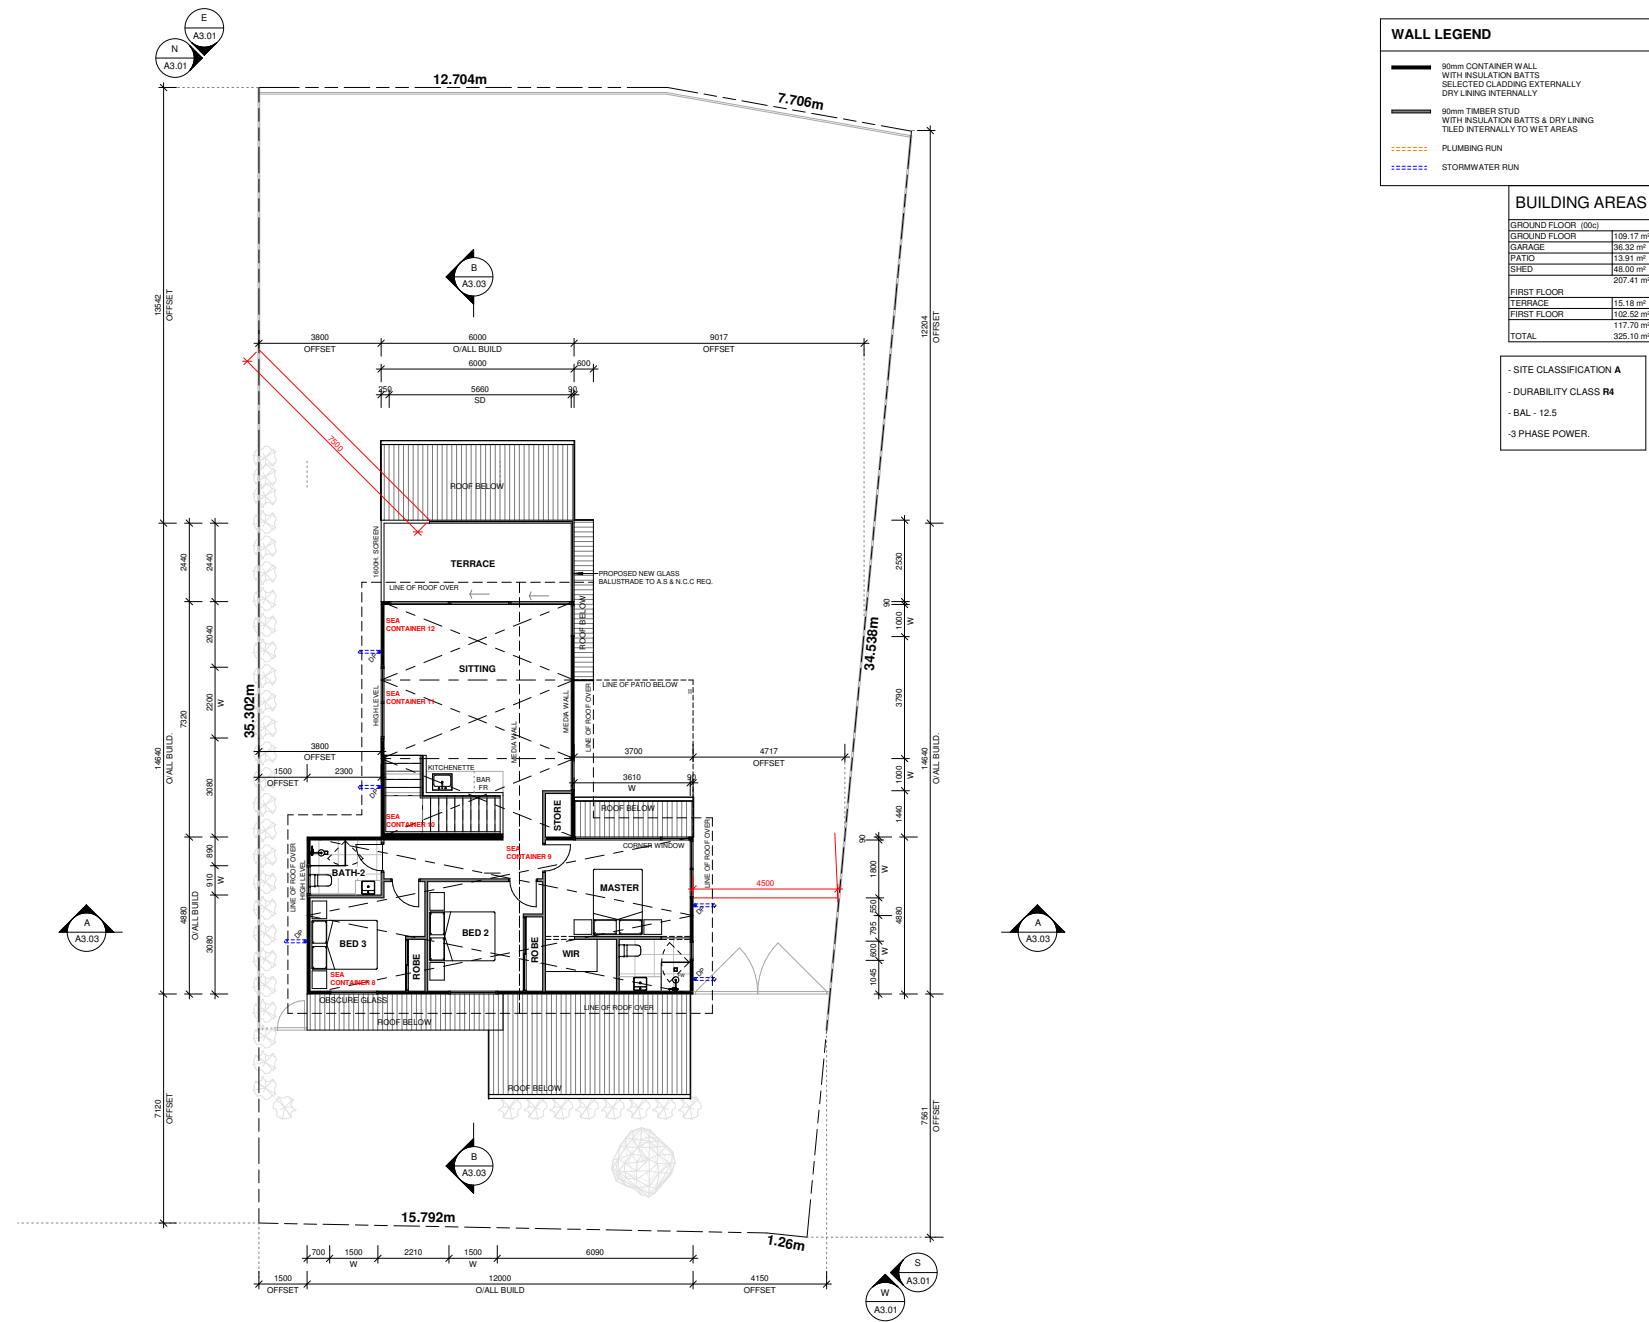 E
A3.01
N
A3.01
12.704m
7.706m
WALL LEGEND
90mm CONTAINER WALL
WITH INSULATION BATTS
SELECTED CLADDING EXTERNALLY
DRY LINING INTERNALLY
90mm TIMBER STUD
WITH INSULATION BATTS & DRY LINING
TILED INTERNALLY TO WET AREAS
PLUMBING RUN
STORMWATER RUN
BUILDING AREAS
GROUND FLOOR (00c)
GROUND FLOOR 109.17 m²
GARAGE 36.32 m²
PATIO 13.91 m²
SHED 48.00 m²
207.41 m²
FIRST FLOOR
TERRACE 15.18 m²
FIRST FLOOR 102.52 m²
117.70 m²
TOTAL 325.10 m²
- SITE CLASSIFICATION A
- DURABILITY CLASS R4
- BAL - 12.5
-3 PHASE POWER.
B
A3.03
13542
OFFSET
12204
OFFSET
3800
OFFSET
6000
O/ALL BUILD
9017
OFFSET
6000
600
250
5660
SD
90
7500
ROOF BELOW
1600H. SCREEN
TERRACE
LINE OF ROOF OVER
PROPOSED NEW GLASS
BALUSTRADE TO A.S & N.C.C REQ.
ROOF BELOW
SEA
CONTAINER 12
SITTING
SEA
CONTAINER 11
HIGH LEVEL
MEDIA WALL
MEDIA WALL
LINE OF ROOF OVER
LINE OF PATIO BELOW
DP
DP
2440
2440
2040
2200
W
7320
3080
14640
O/ALL BUILD.
35.302m
34.538m
2530
90
1000
W
3790
1000
W
1440
14640
O/ALL BUILD.
3800
OFFSET
1500
OFFSET
2300
3700
4717
OFFSET
3610
W
90
KITCHENETTE
BAR
FR
SEA
CONTAINER 10
STORE
ROOF BELOW
CORNER WINDOW
LINE OF ROOF OVER
SEA
CONTAINER 9
BATH-2
MASTER
LINE OF ROOF OVER
HIGH LEVEL
BED 3
BED 2
ROBE
ROBE
WIR
SEA
CONTAINER 8
OBSCURE GLASS
DP
DP
DP
4500
890
910
W
3080
4880
O/ALL BUILD
90
1800
W
550
795
600
W
1045
4880
A
A3.03
A
A3.03
ROOF BELOW
LINE OF ROOF OVER
ROOF BELOW
7120
OFFSET
7561
OFFSET
B
A3.03
15.792m
1.26m
700
1500
W
2210
1500
W
6090
1500
OFFSET
12000
O/ALL BUILD
4150
OFFSET
S
A3.01
W
A3.01